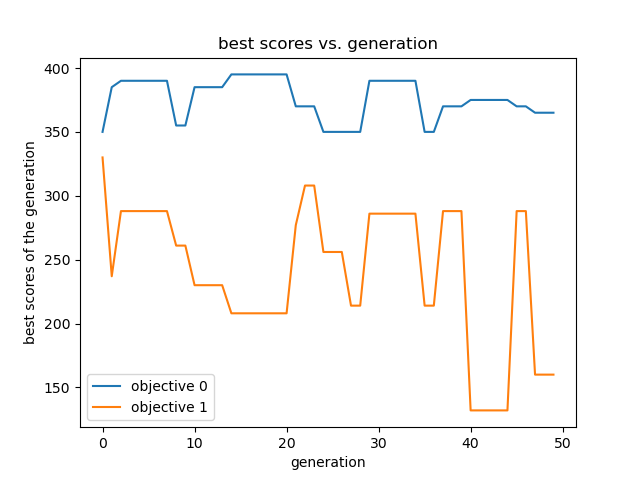 best scores vs. generation
best scores of the generation
400
350
300
250
200
150
objective 0
objective 1
0 10 20 30 40 50
generation